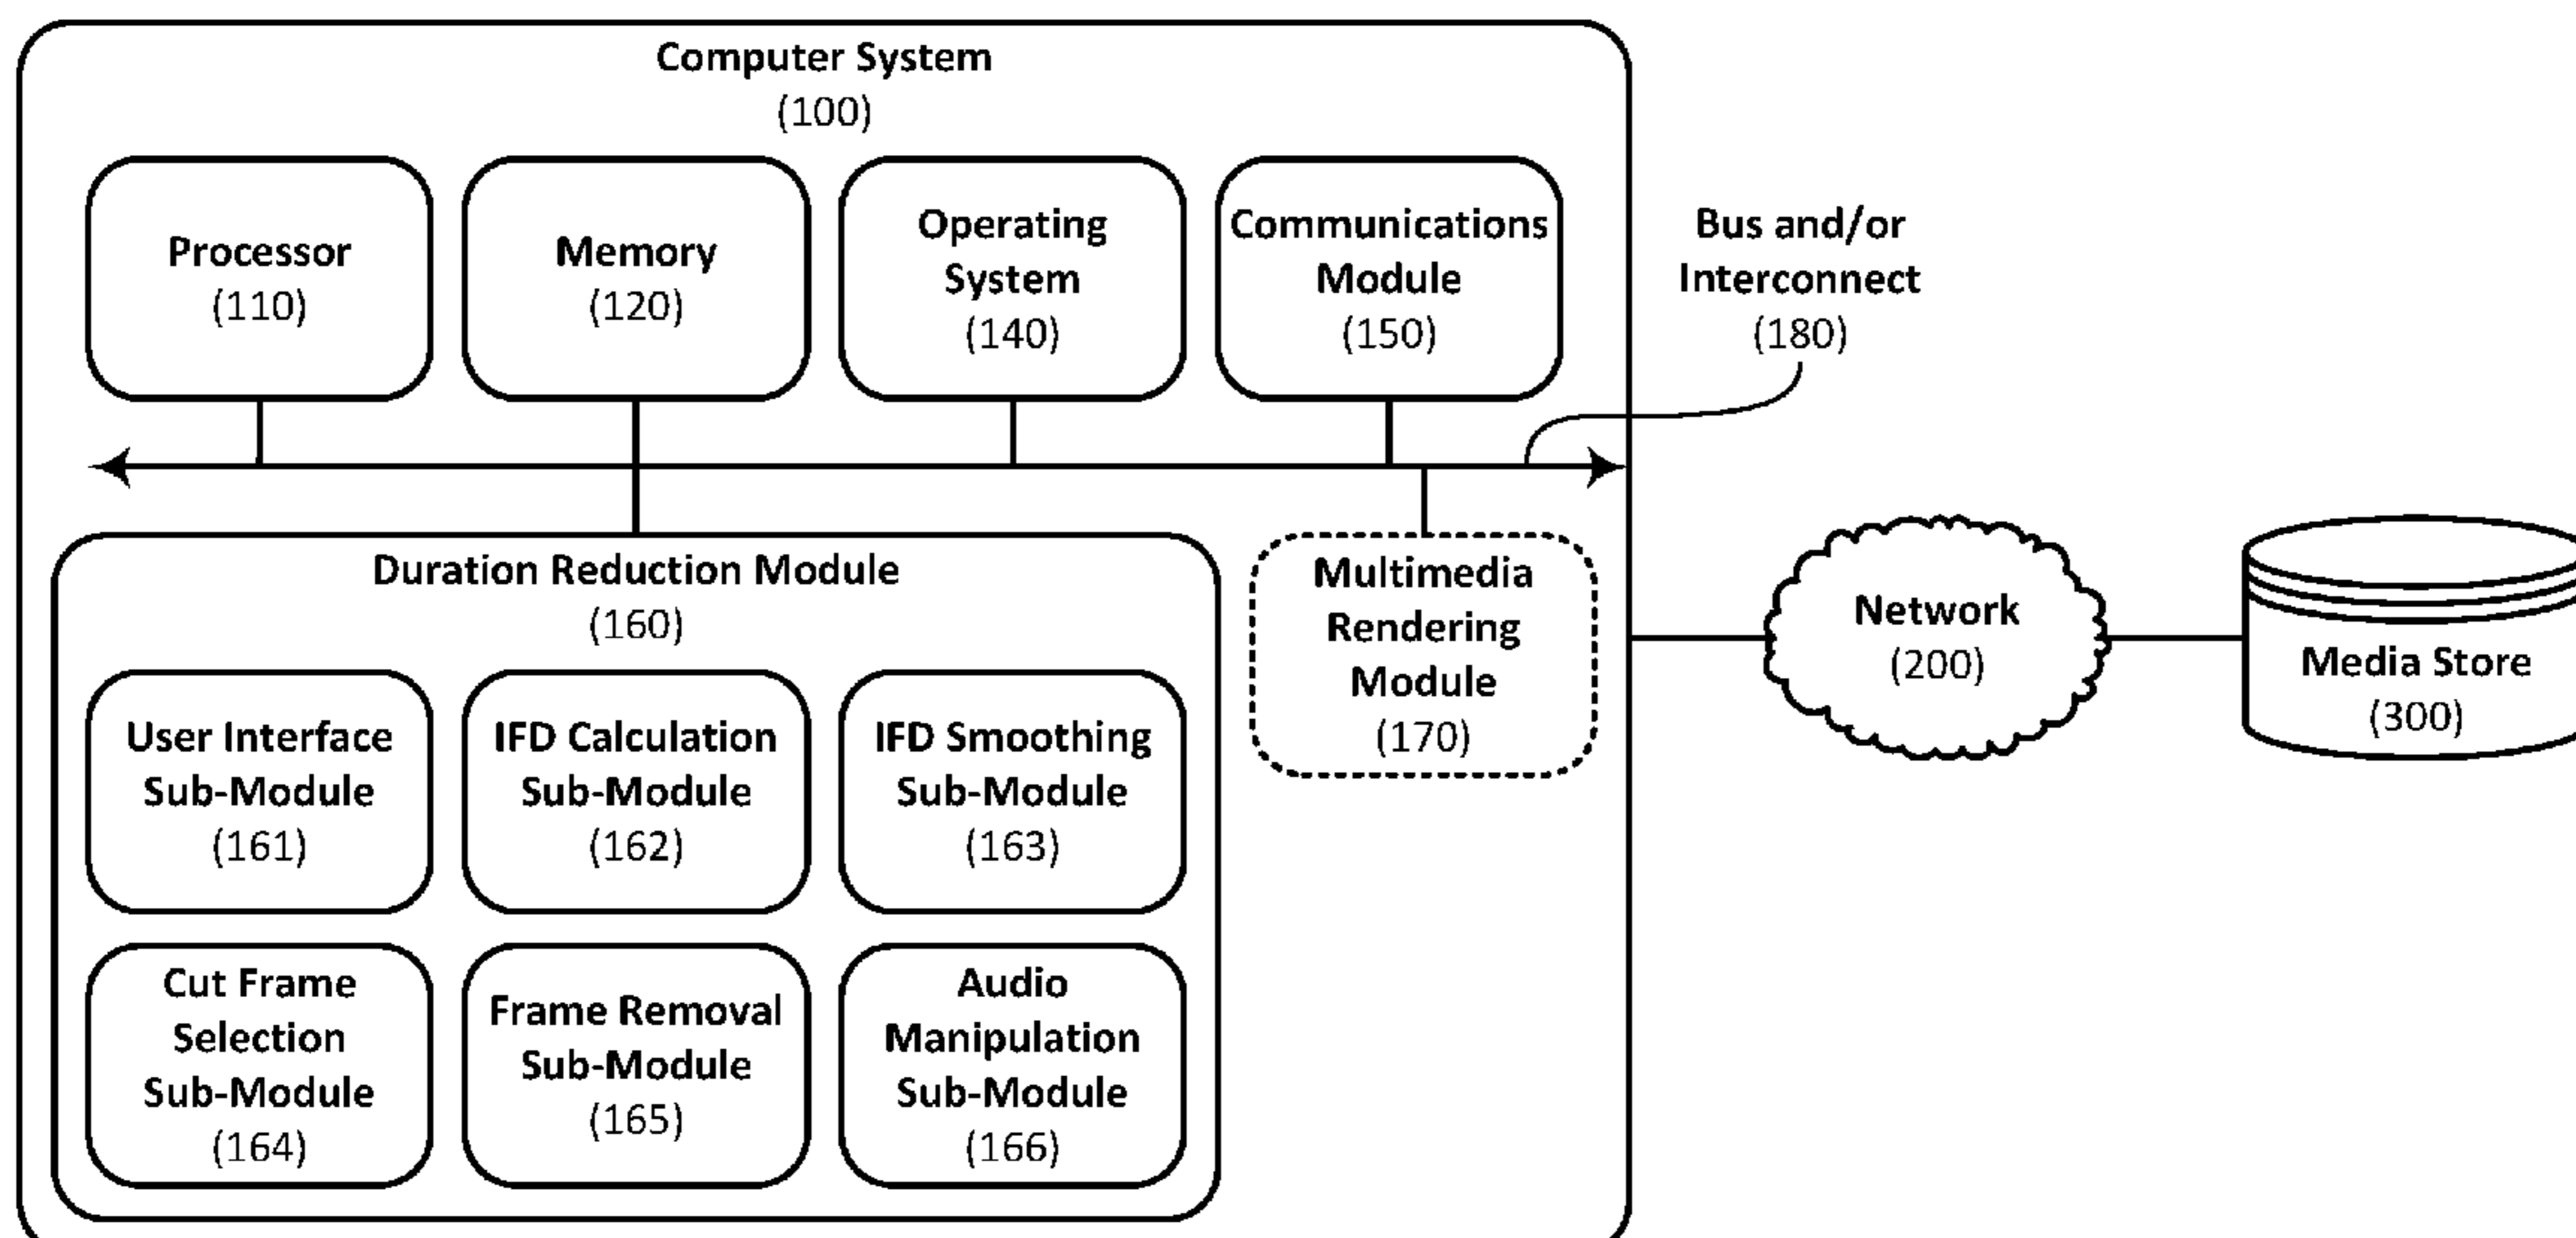 Computer System
(100)
Processor
(110)
Memory
(120)
Operating
System
(140)
Communications
Module
(150)
Bus and/or
Interconnect
(180)
Duration Reduction Module
(160)
User Interface
Sub-Module
(161)
IFD Calculation
Sub-Module
(162)
IFD Smoothing
Sub-Module
(163)
Cut Frame
Selection
Sub-Module
(164)
Frame Removal
Sub-Module
(165)
Audio
Manipulation
Sub-Module
(166)
Multimedia
Rendering
Module
(170)
Network
(200)
Media Store
(300)